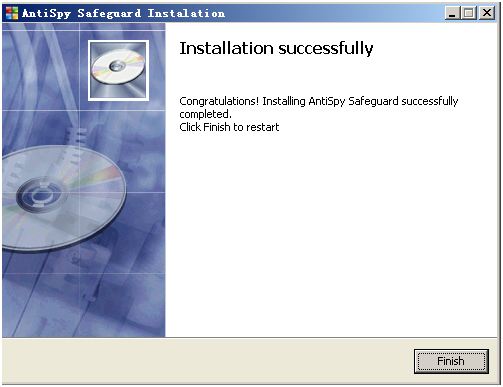 AntiSpy Safeguard Instalation
Installation successfully
Congratulations! Installing AntiSpy Safeguard successfully
completed.
Click Finish to restart
Finish